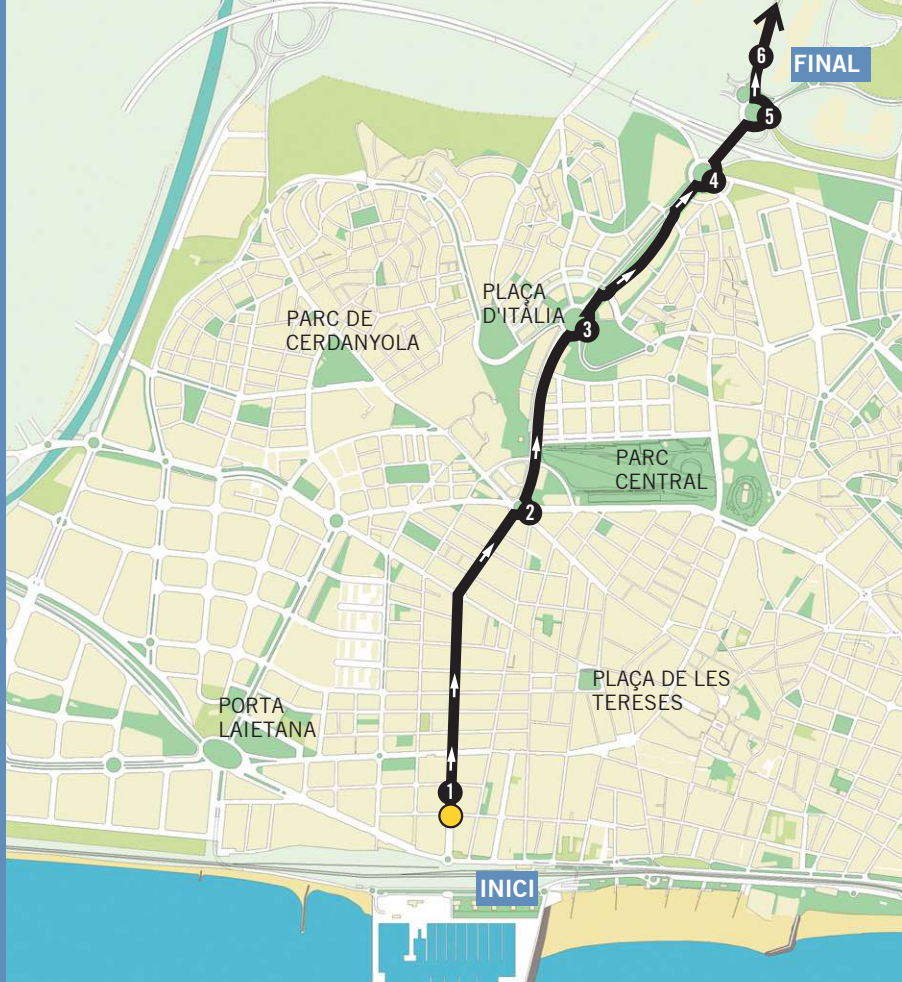 6
FINAL
5
4
PLAÇA
D'ITÀLIA
3
PARC DE
CERDANYOLA
PARC
CENTRAL
2
PLAÇA DE LES
TERESES
PORTA
LAIETANA
1
INICI